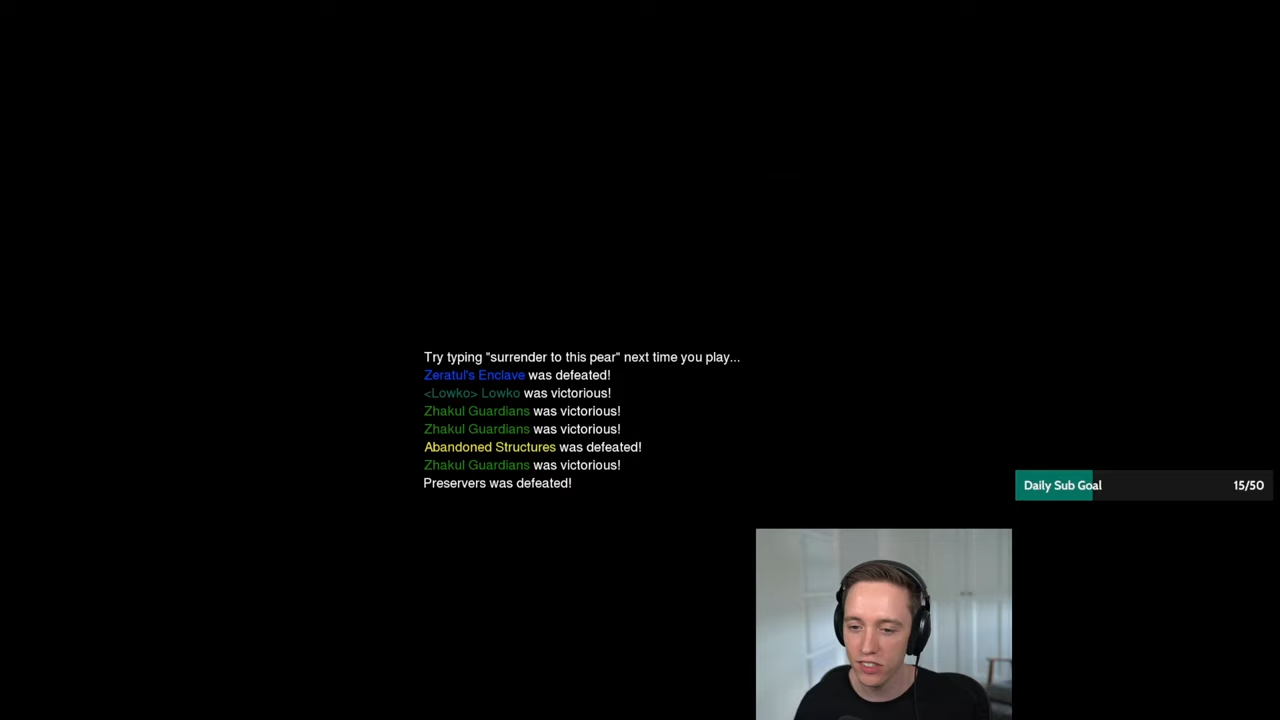 Try typing "surrender to this pear" next time you play...
Zeratul's Enclave was defeated!
<Lowko> Lowko was victorious!
Zhakul Guardians was victorious!
Zhakul Guardians was victorious!
Abandoned Structures was defeated!
Zhakul Guardians was victorious!
Preservers was defeated!
Daily Sub Goal 15/50